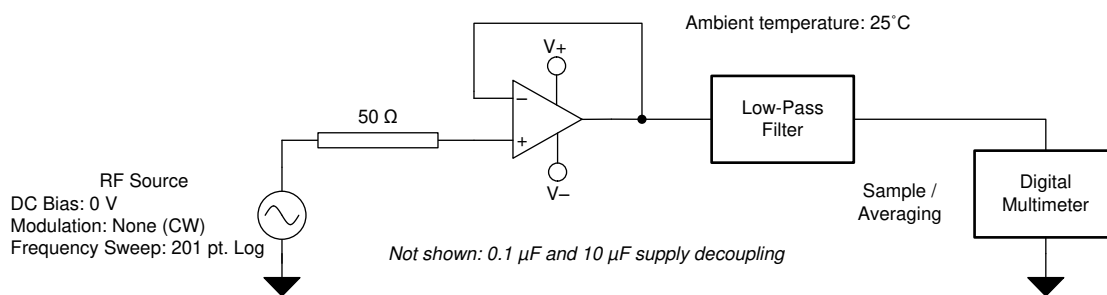 Ambient temperature: 25˚C
V+
−
50 Ω
+
Low-Pass
Filter
V−
RF Source
DC Bias: 0 V
Modulation: None (CW)
Frequency Sweep: 201 pt. Log
Sample /
Averaging
Digital
Multimeter
Not shown: 0.1 µF and 10 µF supply decoupling